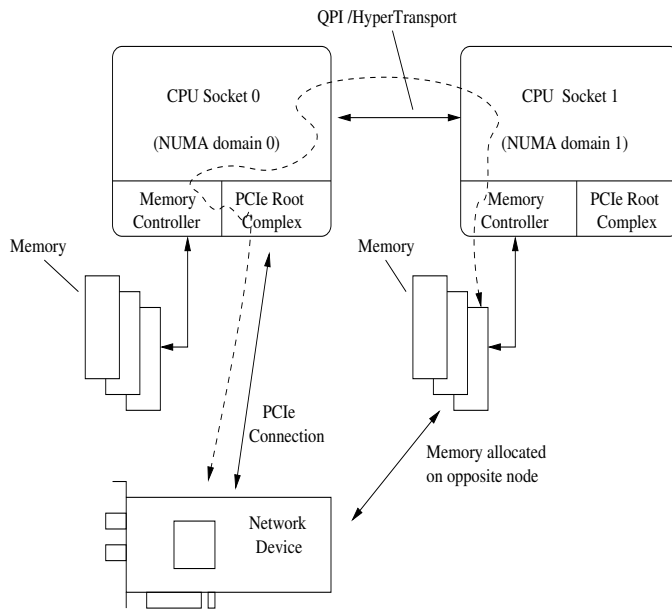 QPI /HyperTransport
CPU Socket 0
(NUMA domain 0)
Memory
Controller
PCIe Root
Complex
CPU Socket 1
(NUMA domain 1)
Memory
Controller
PCIe Root
Complex
Memory
Memory
PCIe
Connection
Memory allocated
on opposite node
Network
Device